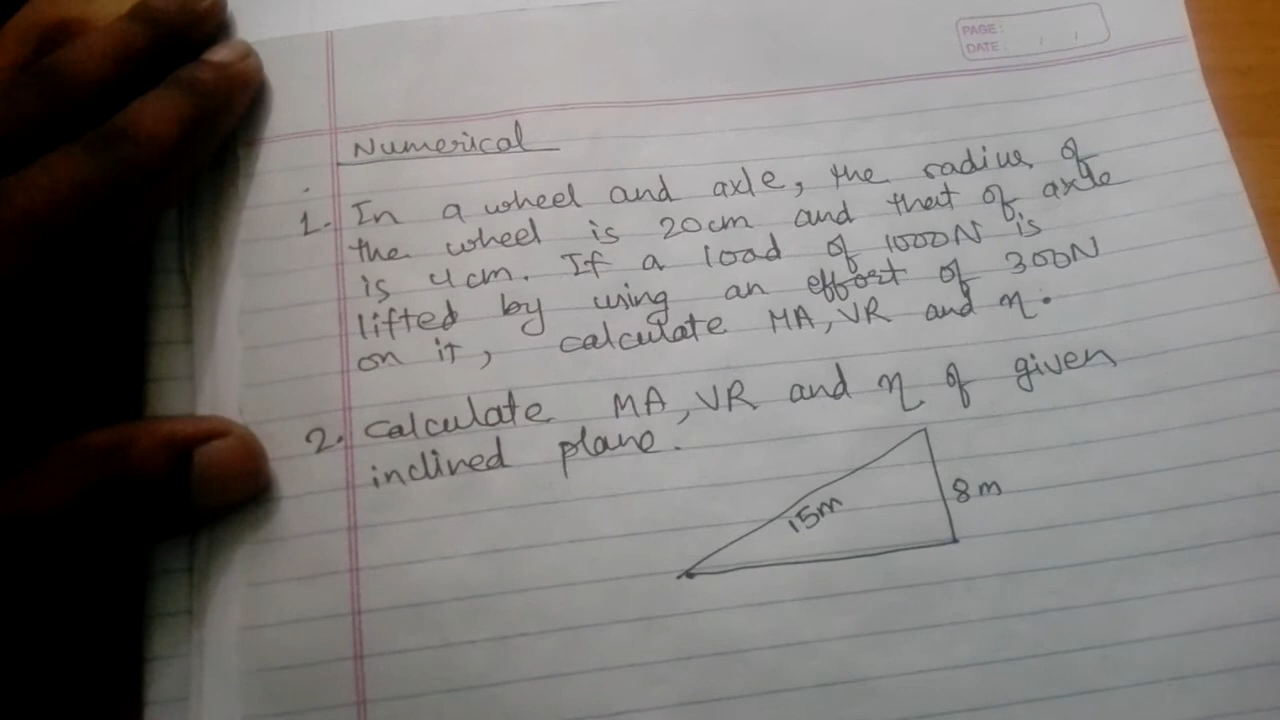 PAGE:
DATE: / /
Numerical
1. In a wheel and axle, the radius of
the wheel is 20cm and that of axle
is 4cm. If a load of 1000N is
lifted by using an effort of 300N
on it, calculate MA, VR and η.
2. Calculate MA, VR and η of given
inclined plane.
15m
8m